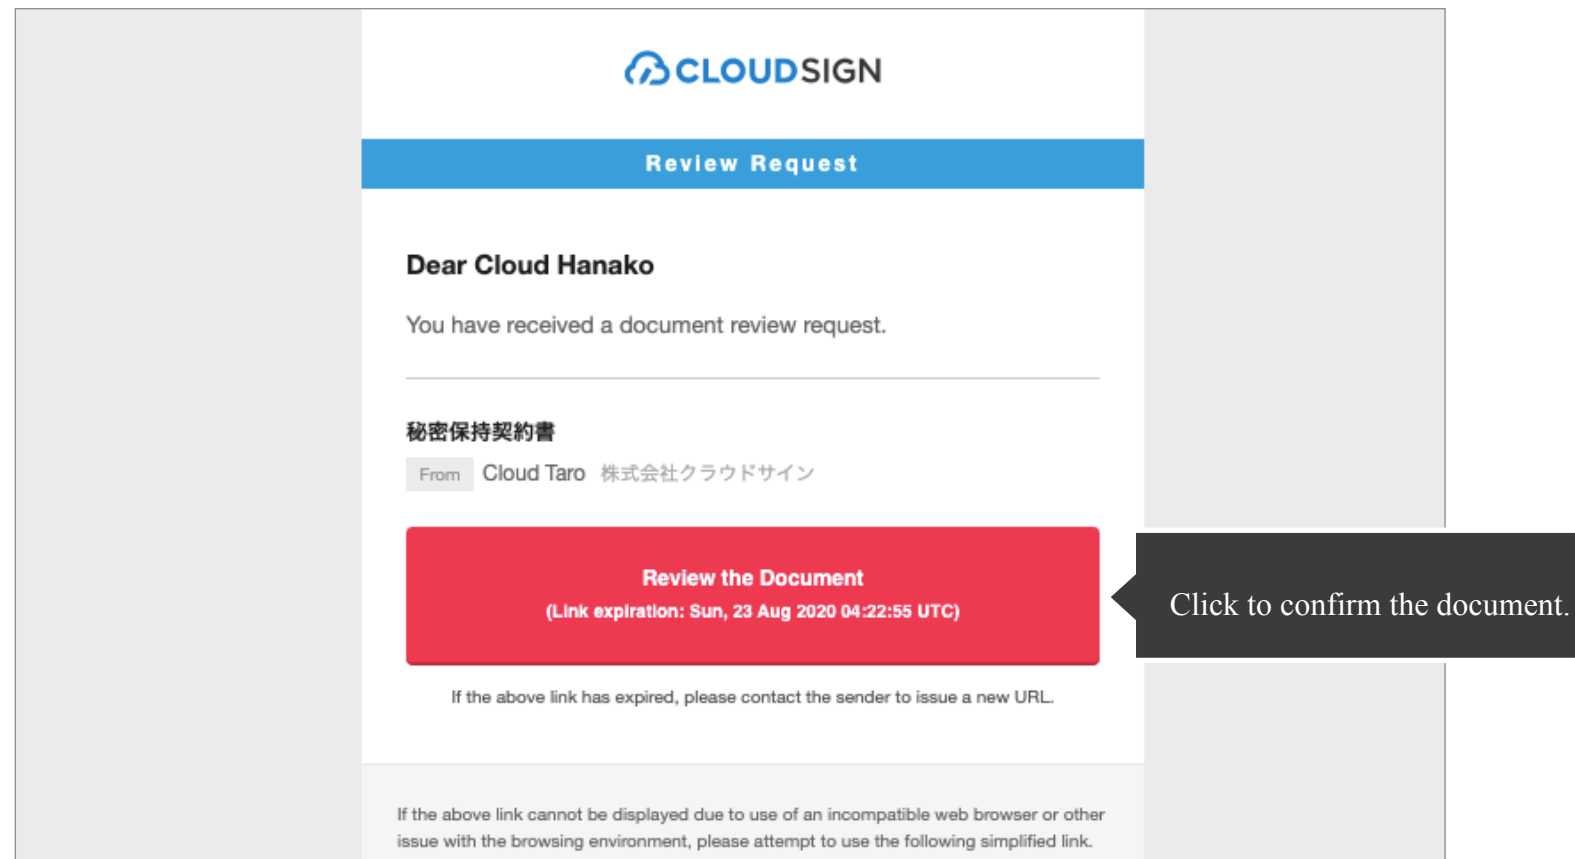 CLOUDSIGN
Review Request
Dear Cloud Hanako
You have received a document review request.
秘密保持契約書
From Cloud Taro 株式会社クラウドサイン
Review the Document
(Link expiration: Sun, 23 Aug 2020 04:22:55 UTC)
Click to confirm the document.
If the above link has expired, please contact the sender to issue a new URL.
If the above link cannot be displayed due to use of an incompatible web browser or other
issue with the browsing environment, please attempt to use the following simplified link.